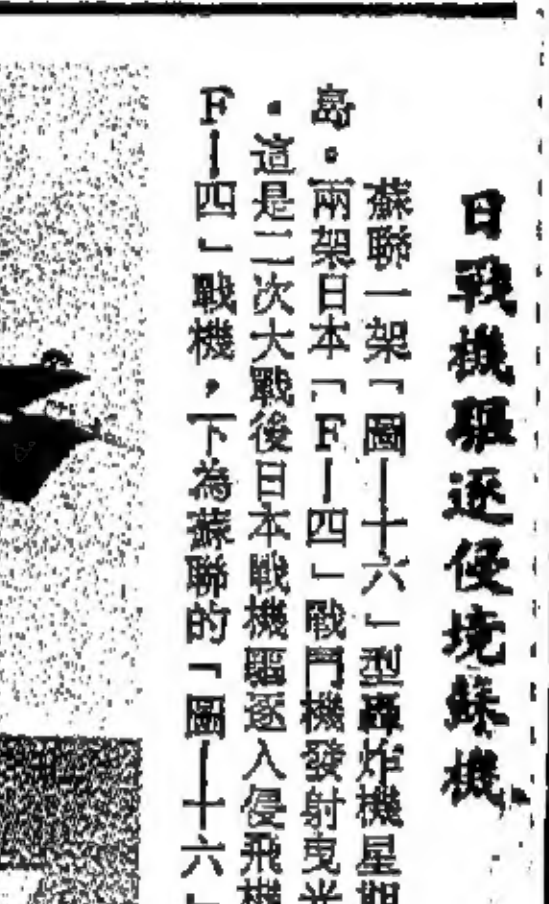 日戰機驅逐侵境蘇機
蘇聯一架「圖—十六」型轟炸機星期
島。兩架日本「F—四」戰鬥機發射曳光
。這是二次大戰後日本戰機驅逐入侵飛機
F—四」戰機,下為蘇聯的「圖—十六」